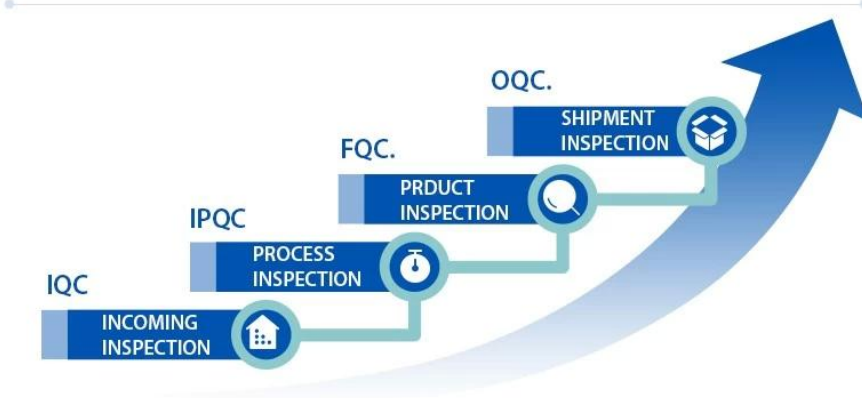 OQC.
SHIPMENT
INSPECTION
FQC.
PRDUCT
INSPECTION
IPQC
PROCESS
INSPECTION
IQC
INCOMING
INSPECTION